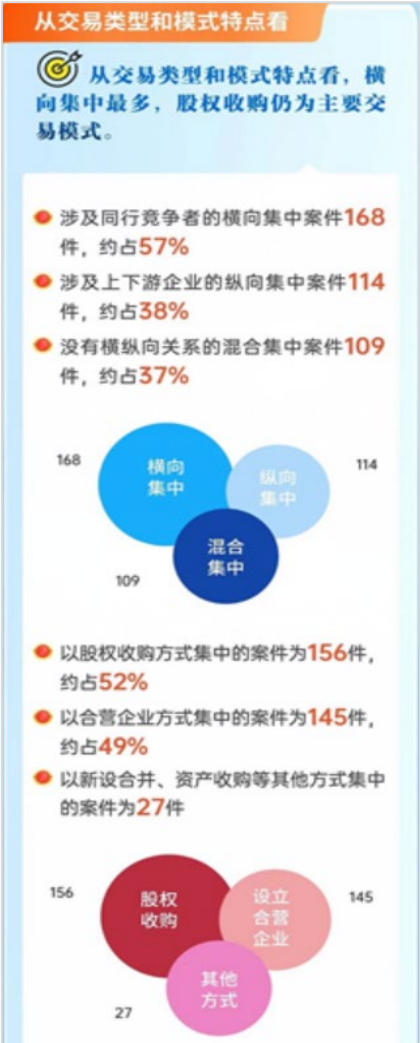 从交易类型和模式特点看
从交易类型和模式特点看，横
向集中最多，股权收购仍为主要交
易模式。
涉及同行竞争者的横向集中案件168
件，约占57%
涉及上下游企业的纵向集中案件114
件，约占38%
没有横纵向关系的混合集中案件109
件，约占37%
168
横向
集中
纵向
集中
114
混合
集中
109
以股权收购方式集中的案件为156件，
约占52%
以合营企业方式集中的案件为145件，
约占49%
以新设合并、资产收购等其他方式集中
的案件为27件
156
股权
收购
设立
合营
企业
145
其他
方式
27